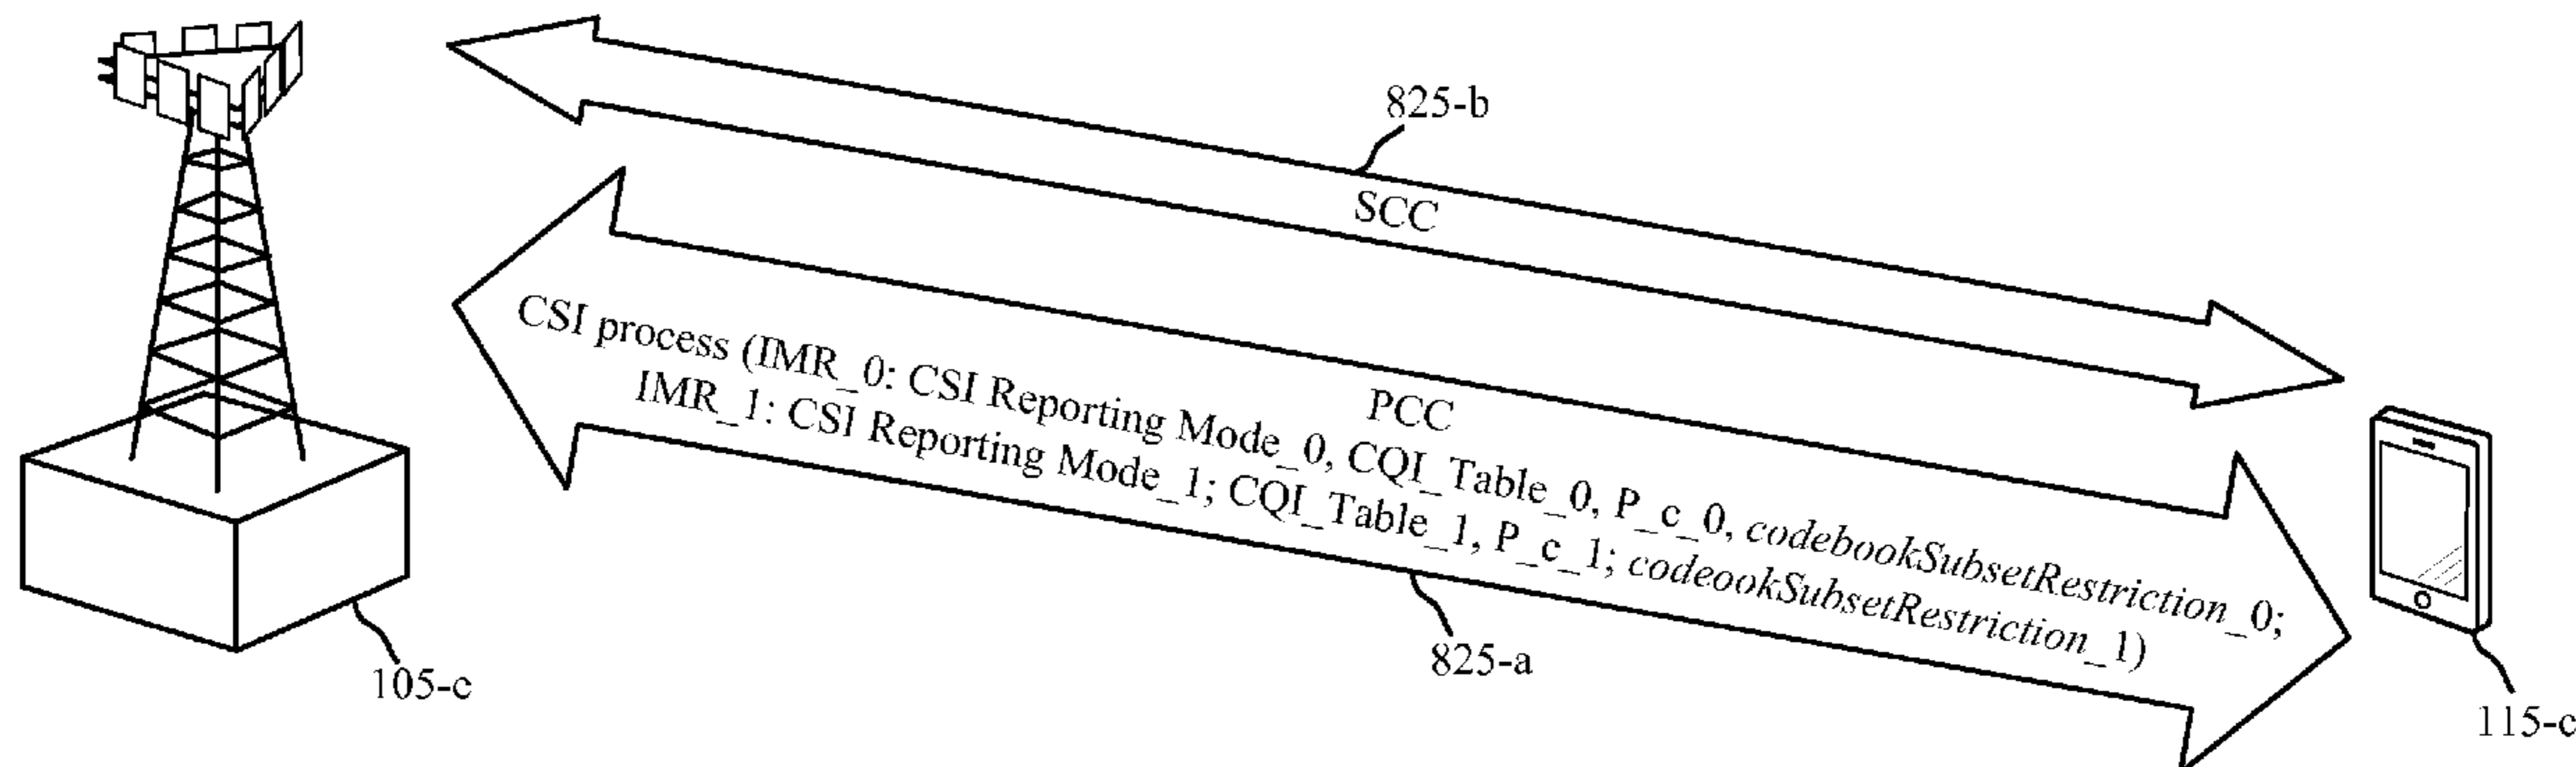 825-b
SCC
PCC
CSI process (IMR_0: CSI Reporting Mode_0, CQI_Table_0, P_c_0, codebookSubsetRestriction_0;
IMR_1: CSI Reporting Mode_1; CQI_Table_1, P_c_1; codeookSubsetRestriction_1)
825-a
105-c
115-c